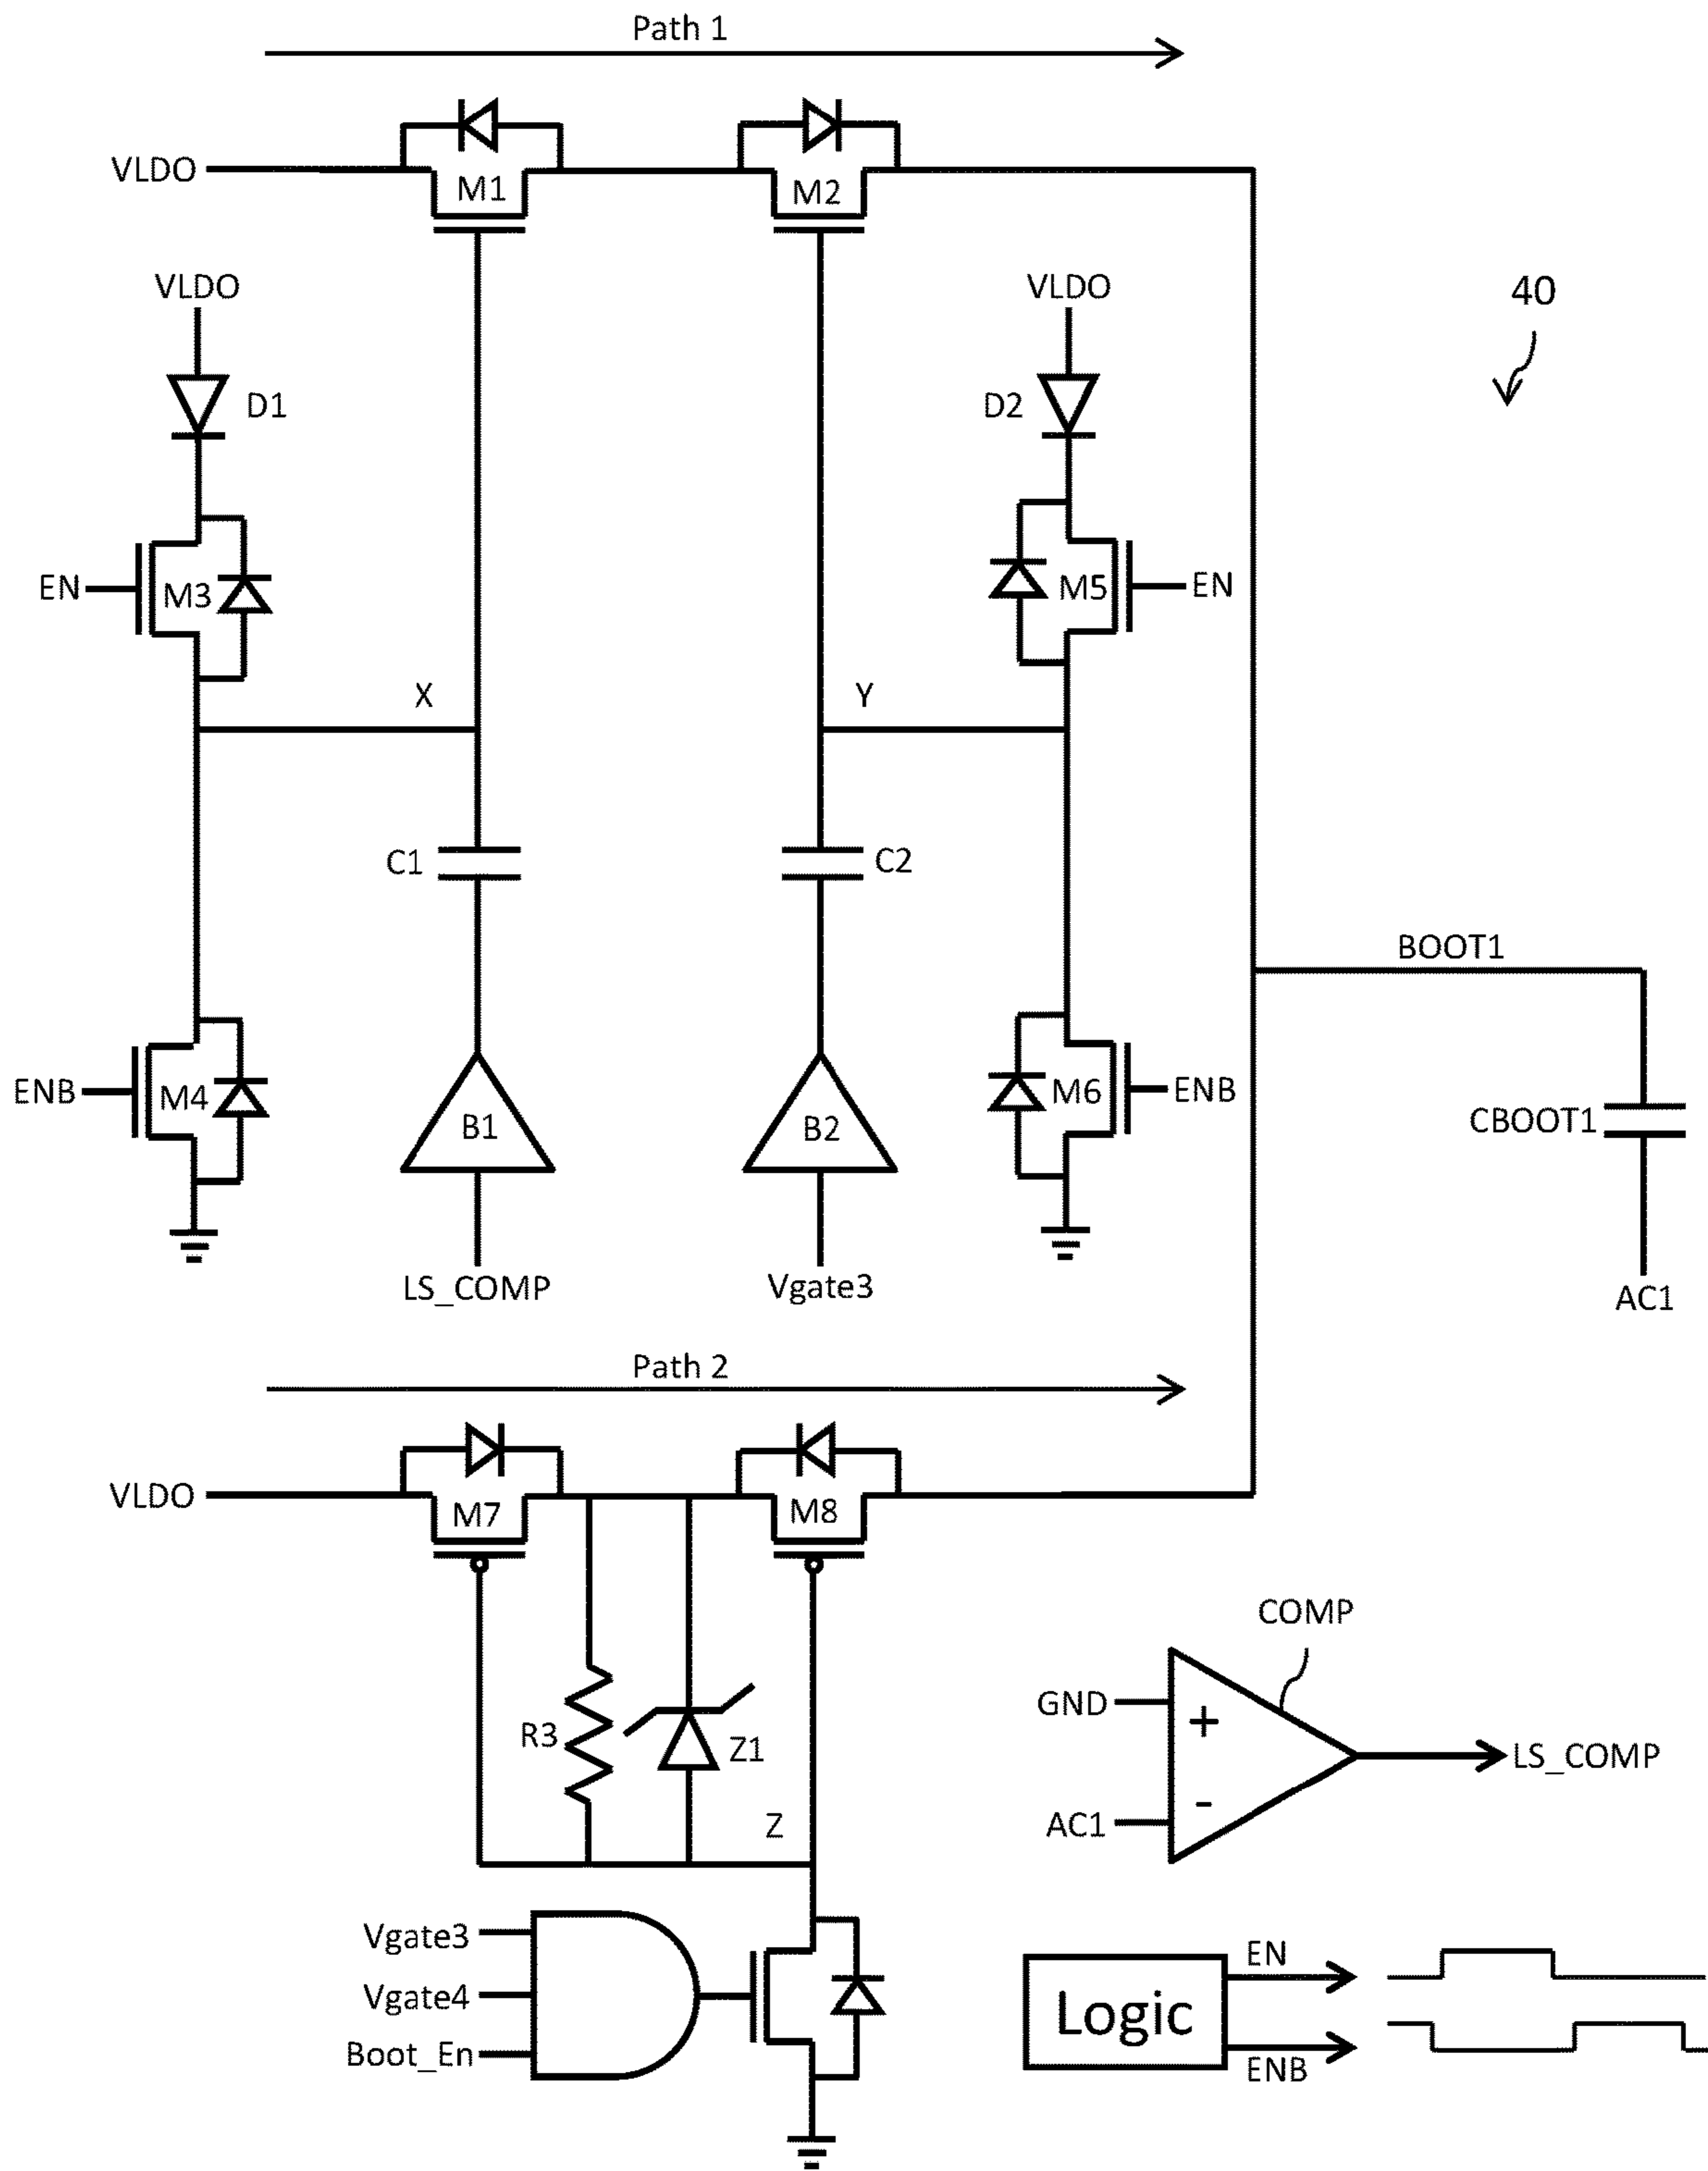 Path 1
VLDO
M1
M2
VLDO
VLDO
40
D1
D2
EN
M3
M5
EN
X
Y
C1
C2
BOOT1
ENB
M4
B1
B2
M6
ENB
CBOOT1
LS_COMP
Vgate3
AC1
Path 2
VLDO
M7
M8
COMP
GND
+
R3
Z1
LS_COMP
-
AC1
Z
Vgate3
Vgate4
Boot_En
EN
Logic
ENB